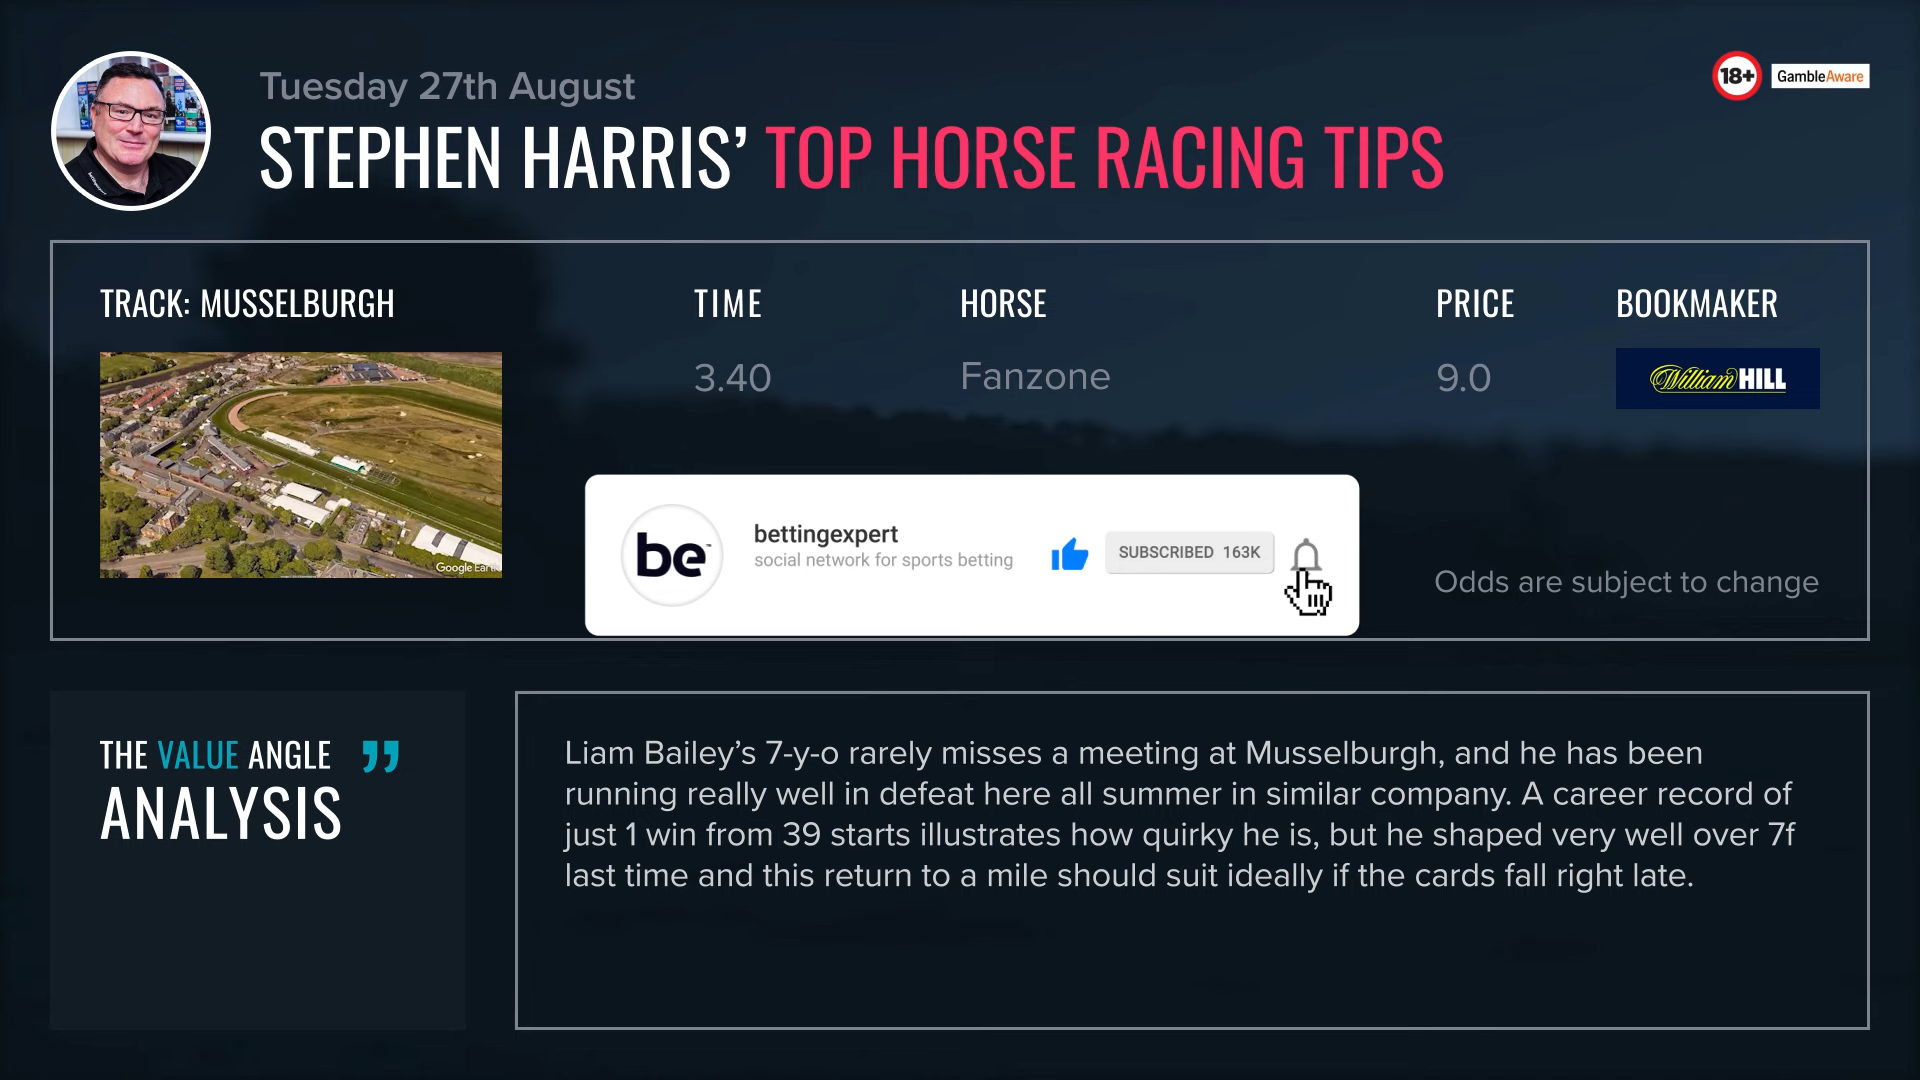 Tuesday 27th August
STEPHEN HARRIS’ TOP HORSE RACING TIPS
18+
GambleAware
TRACK: MUSSELBURGH
TIME
HORSE
PRICE
BOOKMAKER
3.40
Fanzone
9.0
William HILL
Google Earth
be™
bettingexpert
social network for sports betting
SUBSCRIBED 163K
Odds are subject to change
THE VALUE ANGLE ”
ANALYSIS
Liam Bailey’s 7-y-o rarely misses a meeting at Musselburgh, and he has been
running really well in defeat here all summer in similar company. A career record of
just 1 win from 39 starts illustrates how quirky he is, but he shaped very well over 7f
last time and this return to a mile should suit ideally if the cards fall right late.